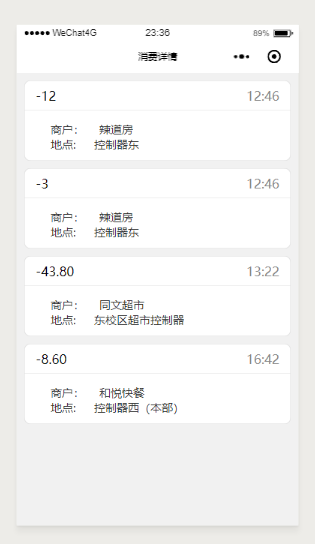 WeChat4G 23:36 89%
消费详情
-12 12:46
商户： 辣道房
地点: 控制器东
-3 12:46
商户： 辣道房
地点: 控制器东
-43.80 13:22
商户： 同文超市
地点: 东校区超市控制器
-8.60 16:42
商户： 和悦快餐
地点: 控制器西（本部）